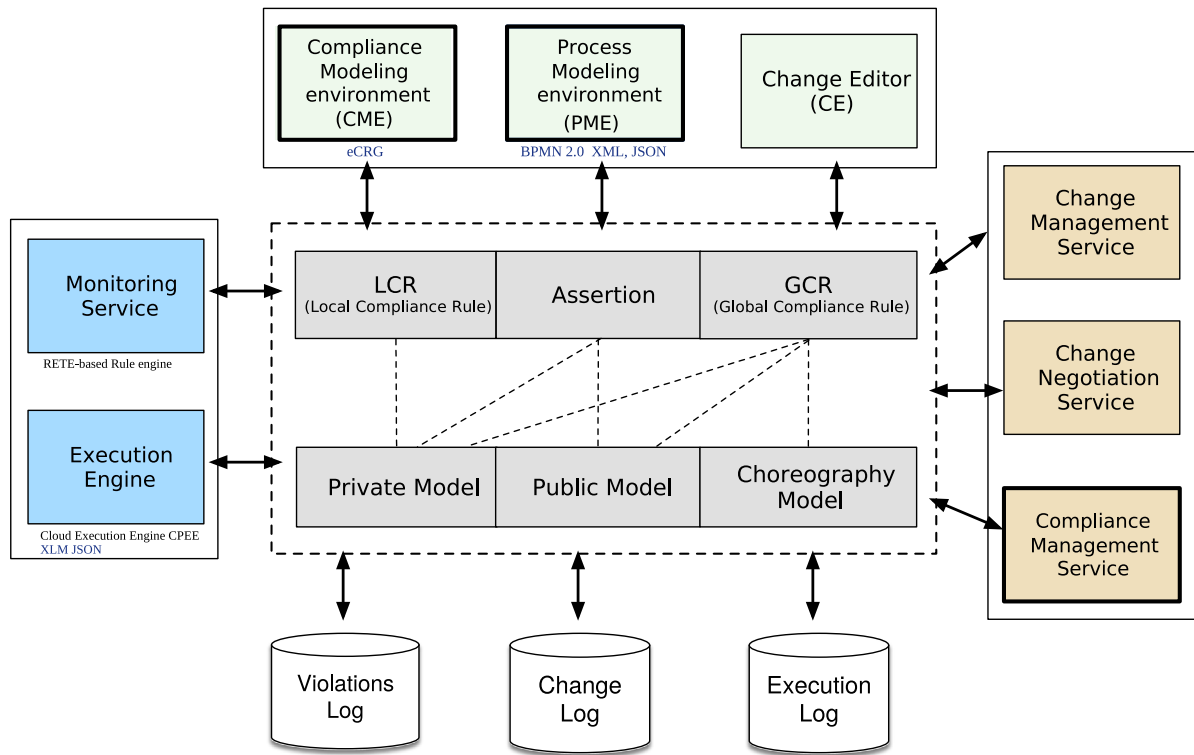 Compliance
Modeling
environment
(CME)
eCRG
Process
Modeling
environment
(PME)
BPMN 2.0 XML, JSON
Change Editor
(CE)
Monitoring
Service
RETE-based Rule engine
Execution
Engine
Cloud Execution Engine CPEE
XLM JSON
LCR
(Local Compliance Rule)
Assertion
GCR
(Global Compliance Rule)
Private Model
Public Model
Choreography
Model
Change
Management
Service
Change
Negotiation
Service
Compliance
Management
Service
Violations
Log
Change
Log
Execution
Log